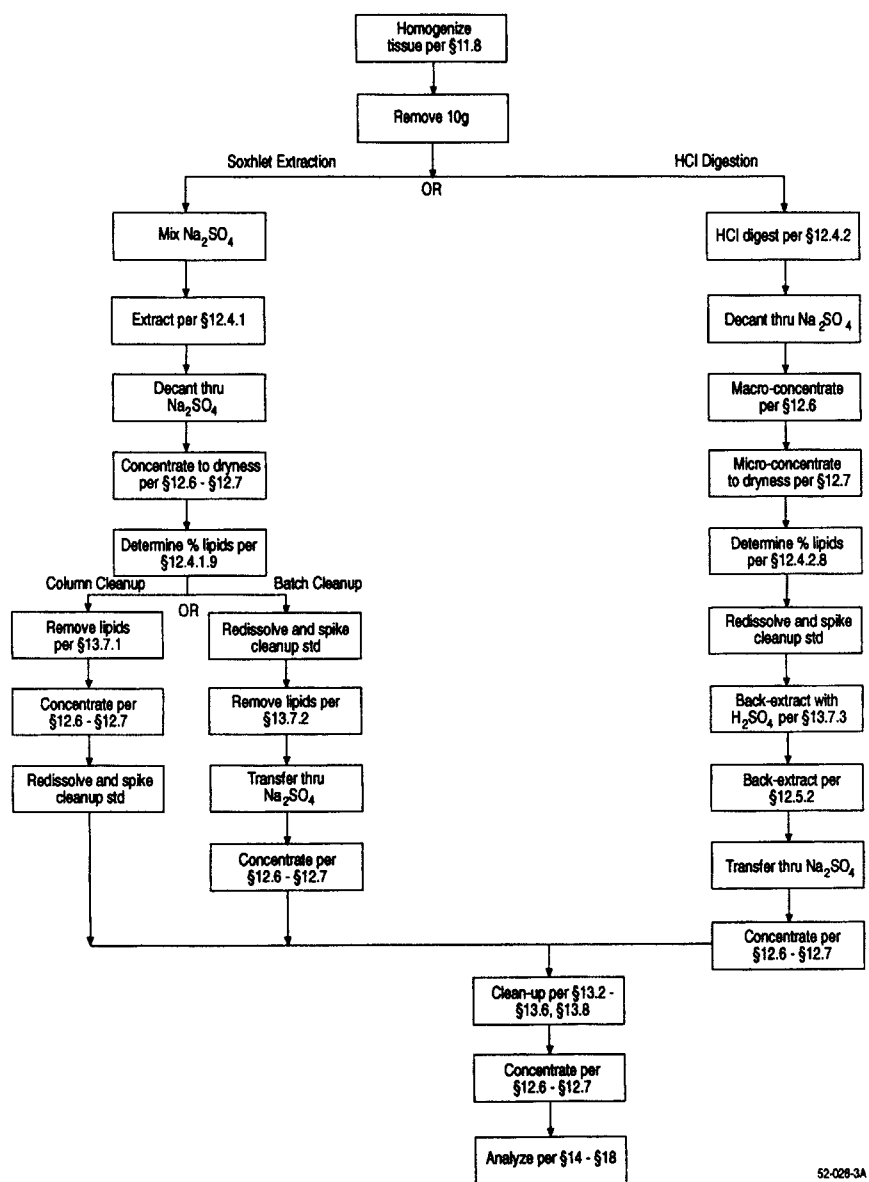 Homogenize
tissue per §11.8
Remove 10g
Soxhlet Extraction
HCl Digestion
OR
Mix Na2SO4
Extract per §12.4.1
Decant thru
Na2SO4
Concentrate to dryness
per §12.6 - §12.7
Determine % lipids per
§12.4.1.9
Column Cleanup
Batch Cleanup
OR
Remove lipids
per §13.7.1
Concentrate per
§12.6 - §12.7
Redissolve and spike
cleanup std
Redissolve and spike
cleanup std
Remove lipids per
§13.7.2
Transfer thru
Na2SO4
Concentrate per
§12.6 - §12.7
HCl digest per §12.4.2
Decant thru Na2SO4
Macro-concentrate
per §12.6
Micro-concentrate
to dryness per §12.7
Determine % lipids
per §12.4.2.8
Redissolve and spike
cleanup std
Back-extract with
H2SO4 per §13.7.3
Back-extract per
§12.5.2
Transfer thru Na2SO4
Concentrate per
§12.6 - §12.7
Clean-up per §13.2 -
§13.6, §13.8
Concentrate per
§12.6 - §12.7
Analyze per §14 - §18
52-026-3A